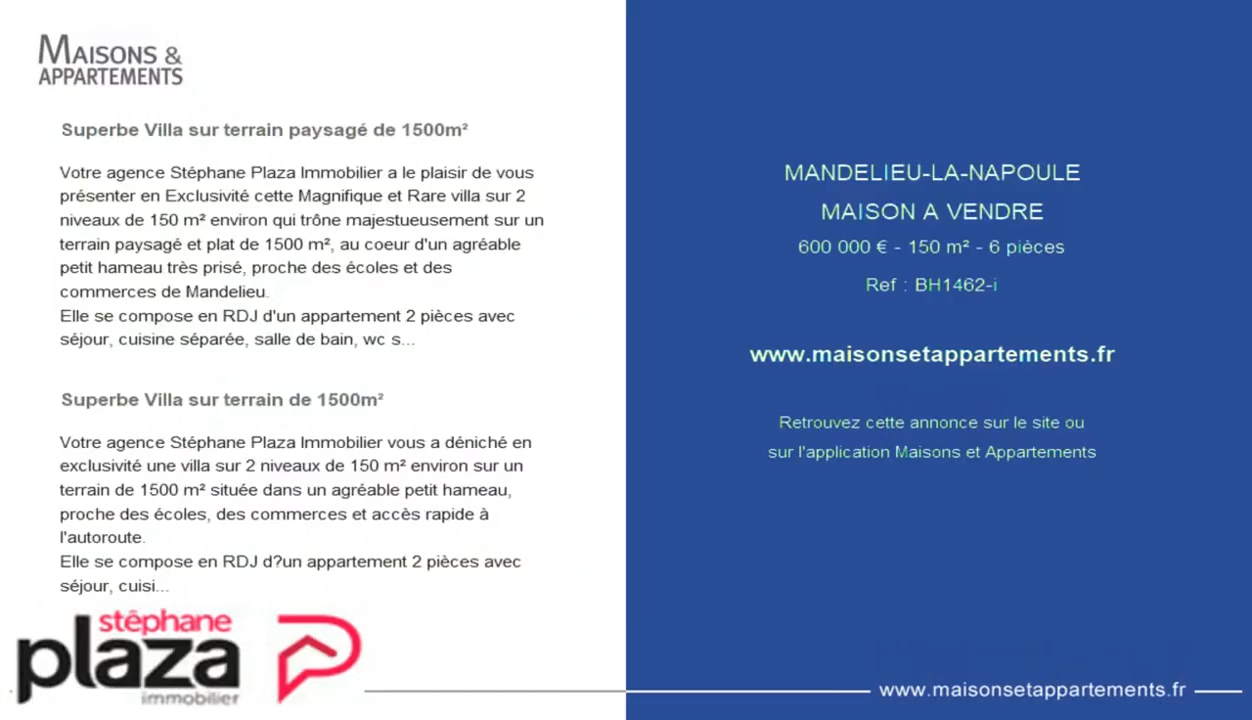 MAISONS &
APPARTEMENTS
Superbe Villa sur terrain paysagé de 1500m²
Votre agence Stéphane Plaza Immobilier a le plaisir de vous
présenter en Exclusivité cette Magnifique et Rare villa sur 2
niveaux de 150 m² environ qui trône majestueusement sur un
terrain paysagé et plat de 1500 m², au coeur d'un agréable
petit hameau très prisé, proche des écoles et des
commerces de Mandelieu.
Elle se compose en RDJ d'un appartement 2 pièces avec
séjour, cuisine séparée, salle de bain, wc s...
Superbe Villa sur terrain de 1500m²
Votre agence Stéphane Plaza Immobilier vous a déniché en
exclusivité une villa sur 2 niveaux de 150 m² environ sur un
terrain de 1500 m² située dans un agréable petit hameau,
proche des écoles, des commerces et accès rapide à
l'autoroute.
Elle se compose en RDJ d?un appartement 2 pièces avec
séjour, cuisi...
stéphane
plaza
immobilier
MANDELIEU-LA-NAPOULE
MAISON A VENDRE
600 000 € - 150 m² - 6 pièces
Ref : BH1462-i
www.maisonsetappartements.fr
Retrouvez cette annonce sur le site ou
sur l'application Maisons et Appartements
www.maisonsetappartements.fr